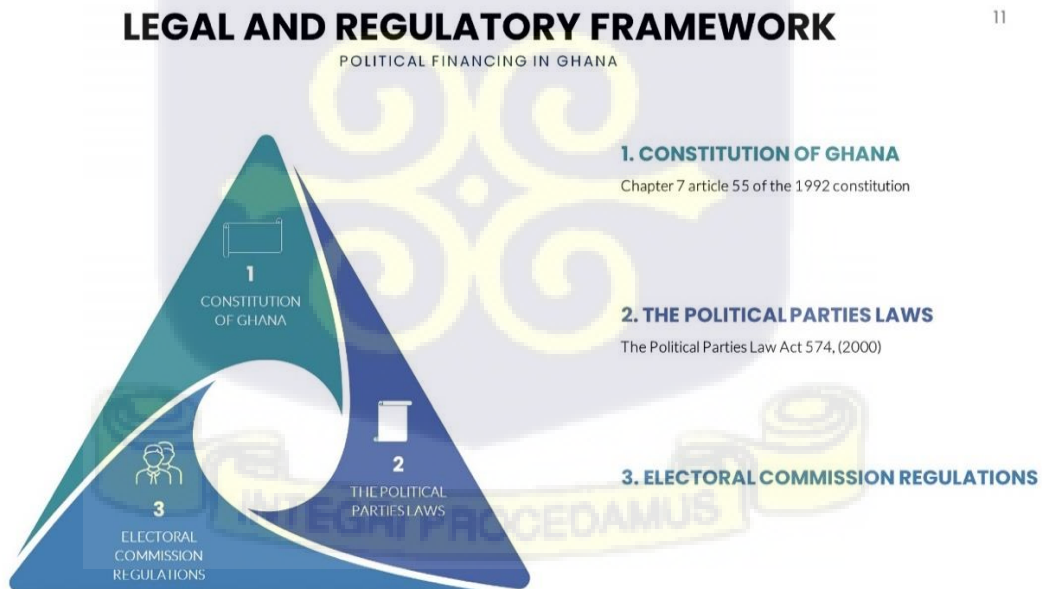 LEGAL AND REGULATORY FRAMEWORK
11
POLITICAL FINANCING IN GHANA
1
CONSTITUTION
OF GHANA
2
THE POLITICAL
PARTIES LAWS
3
ELECTORAL
COMMISSION
REGULATIONS
1. CONSTITUTION OF GHANA
Chapter 7 article 55 of the 1992 constitution
2. THE POLITICAL PARTIES LAWS
The Political Parties Law Act 574, (2000)
3. ELECTORAL COMMISSION REGULATIONS
INTEGRI PROCEDAMUS